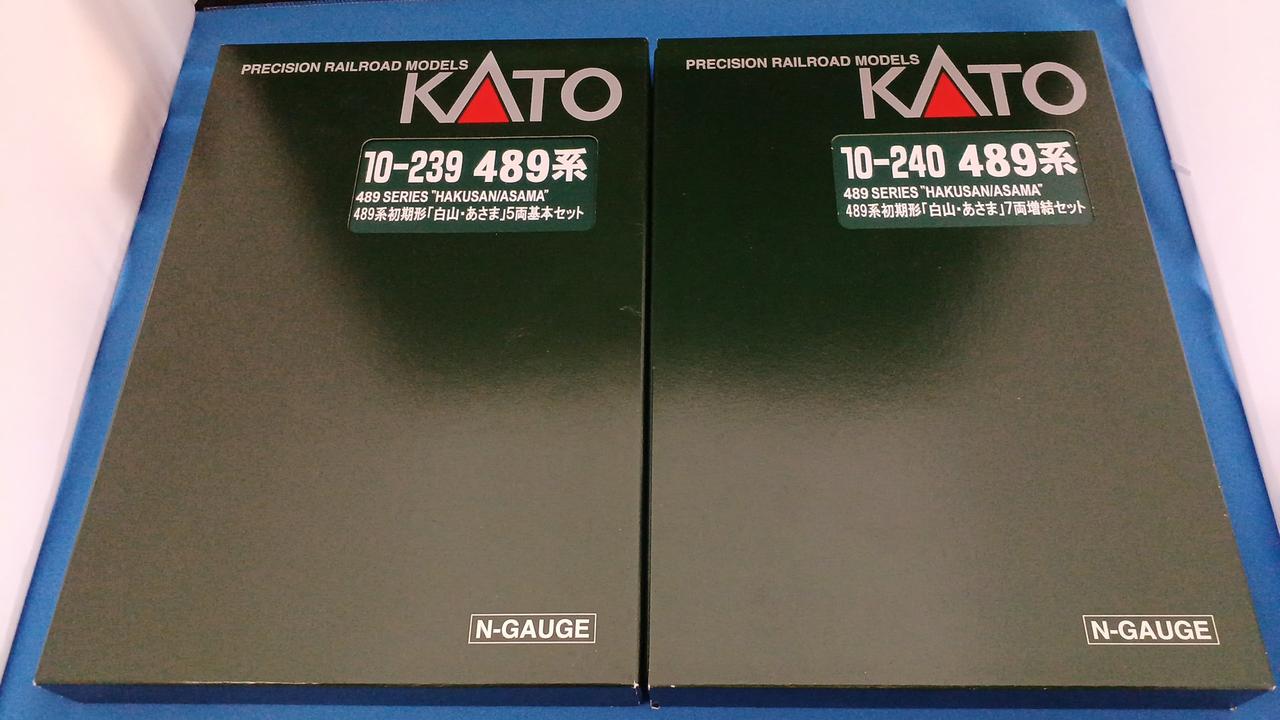 PRECISION RAILROAD MODELS
KATO
10-239 489系
489 SERIES "HAKUSAN/ASAMA"
489系初期形「白山・あさま」5両基本セット
N-GAUGE
PRECISION RAILROAD MODELS
KATO
10-240 489系
489 SERIES "HAKUSAN/ASAMA"
489系初期形「白山・あさま」7両増結セット
N-GAUGE